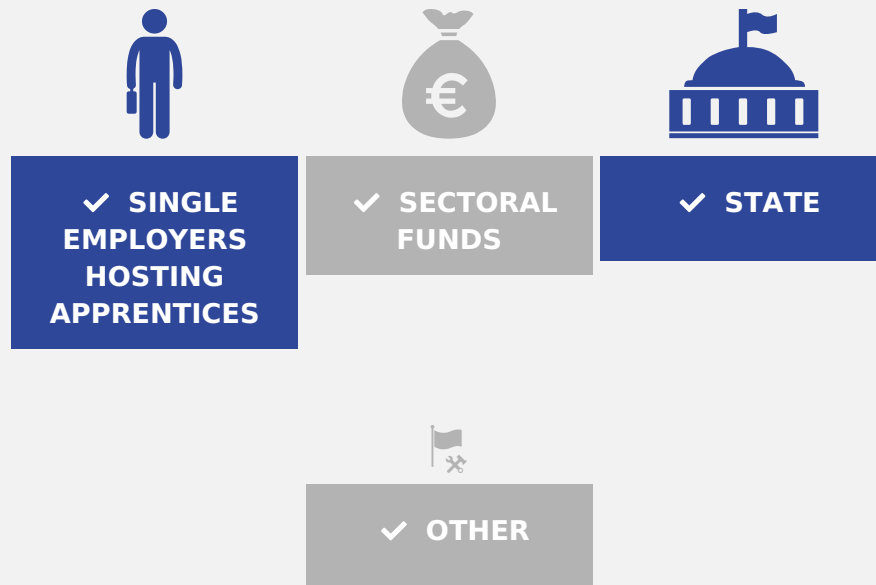 SINGLE
EMPLOYERS
HOSTING
APPRENTICES
SECTORAL
FUNDS
STATE
€
OTHER